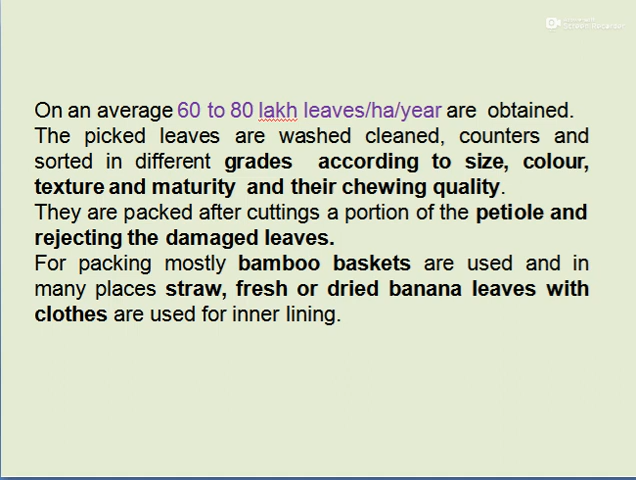 On an average 60 to 80 lakh leaves/ha/year are obtained.
The picked leaves are washed cleaned, counters and
sorted in different grades according to size, colour,
texture and maturity and their chewing quality.
They are packed after cuttings a portion of the petiole and
rejecting the damaged leaves.
For packing mostly bamboo baskets are used and in
many places straw, fresh or dried banana leaves with
clothes are used for inner lining.